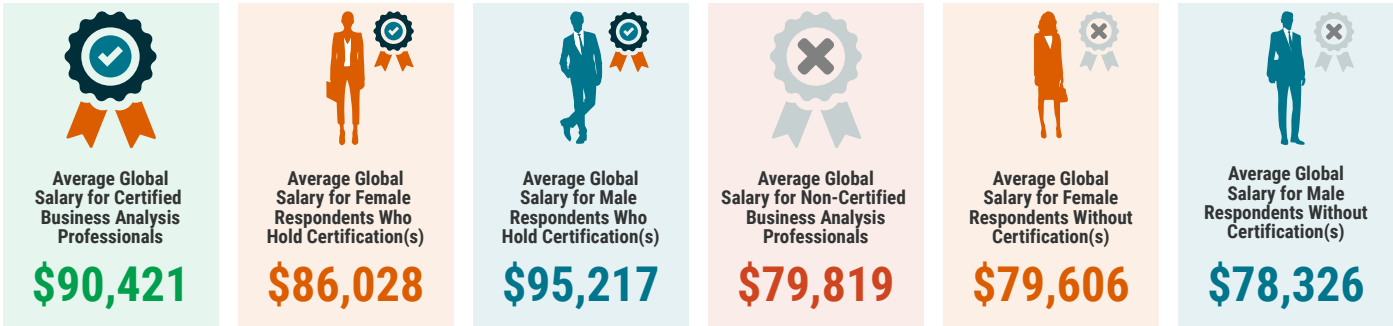 Average Global
Salary for Certified
Business Analysis
Professionals
$90,421
Average Global
Salary for Female
Respondents Who
Hold Certification(s)
$86,028
Average Global
Salary for Male
Respondents Who
Hold Certification(s)
$95,217
Average Global
Salary for Non-Certified
Business Analysis
Professionals
$79,819
Average Global
Salary for Female
Respondents Without
Certification(s)
$79,606
Average Global
Salary for Male
Respondents Without
Certification(s)
$78,326